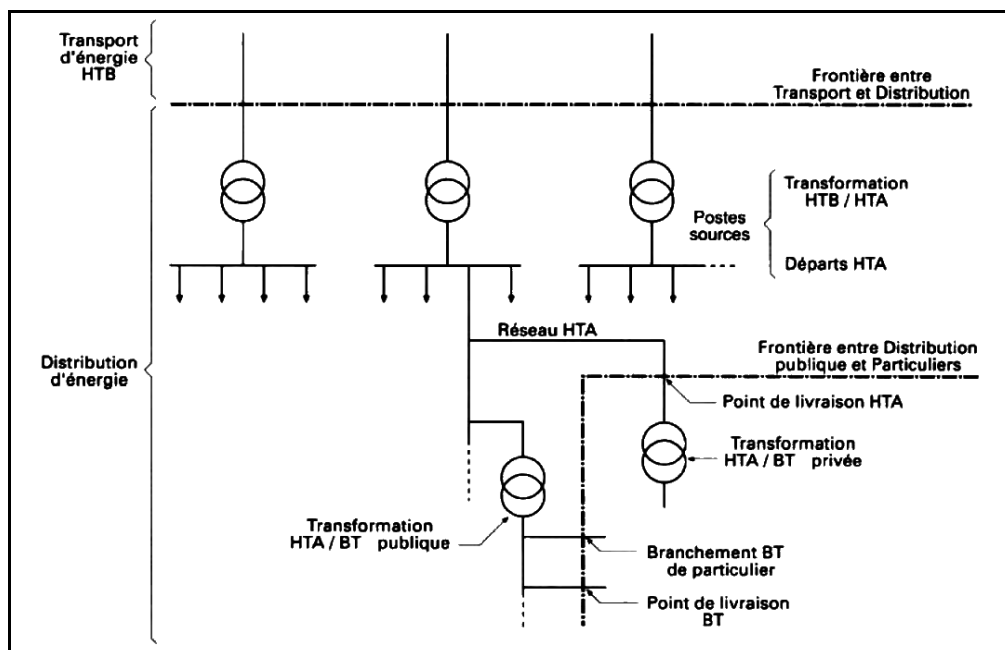 Transport
d'énergie
HTB
Frontière entre
Transport et Distribution
Transformation
HTB / HTA
Postes
sources
Départs HTA
Réseau HTA
Distribution
d'énergie
Frontière entre Distribution
publique et Particuliers
Point de livraison HTA
Transformation
HTA / BT privée
Transformation
HTA / BT publique
Branchement BT
de particulier
Point de livraison
BT